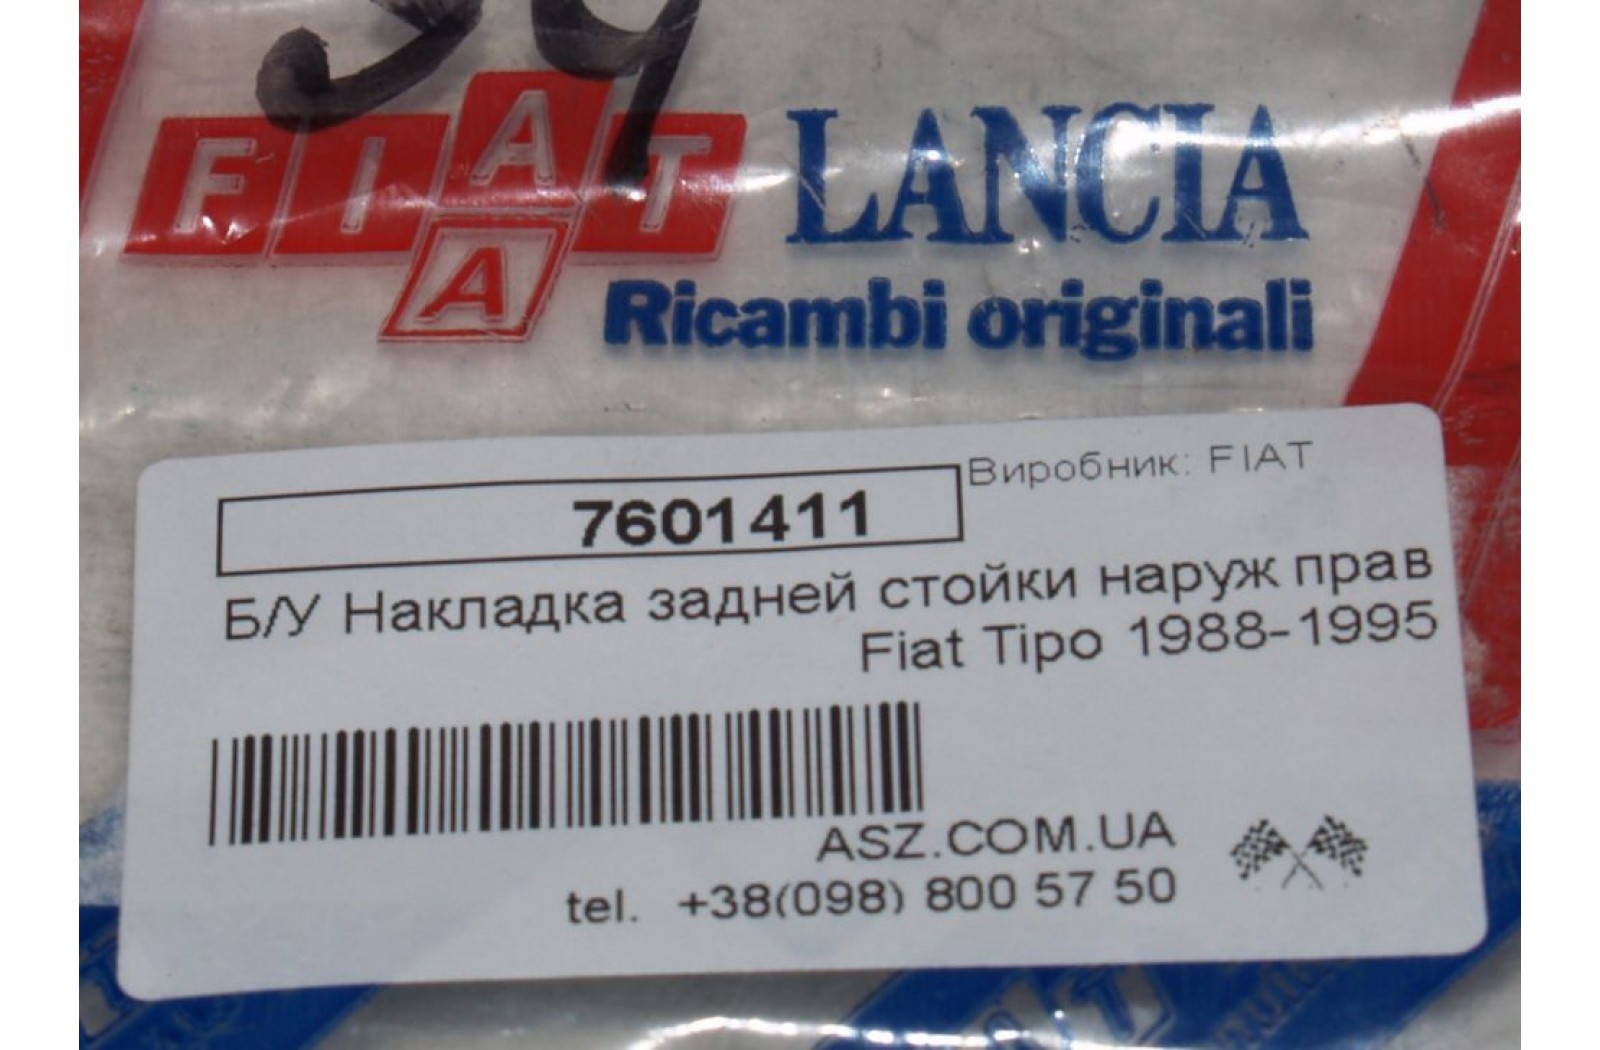 FIAT LANCIA
A
Ricambi originali
Виробник: FIAT
7601411
Б/У Накладка задней стойки наруж прав
Fiat Tipo 1988-1995
ASZ.COM.UA
tel. +38(098) 800 57 50